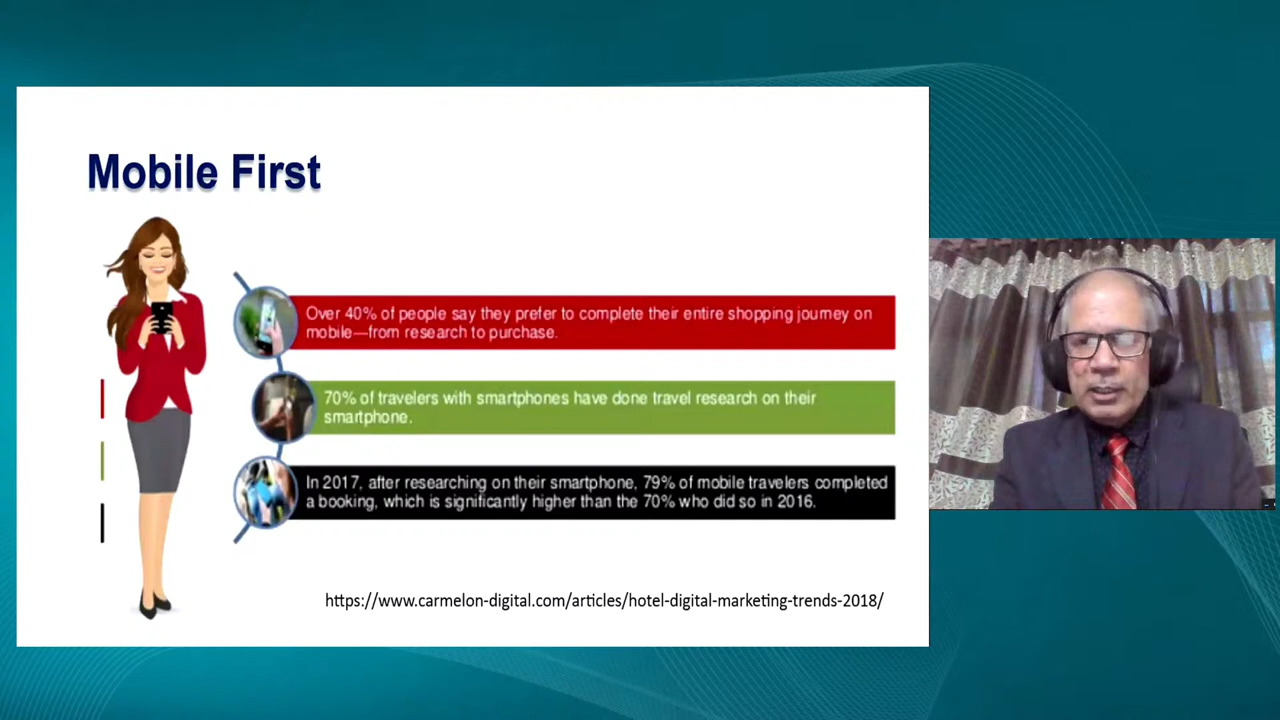 Mobile First
Over 40% of people say they prefer to complete their entire shopping journey on
mobile—from research to purchase.
70% of travelers with smartphones have done travel research on their
smartphone.
In 2017, after researching on their smartphone, 79% of mobile travelers completed
a booking, which is significantly higher than the 70% who did so in 2016.
https://www.carmelon-digital.com/articles/hotel-digital-marketing-trends-2018/